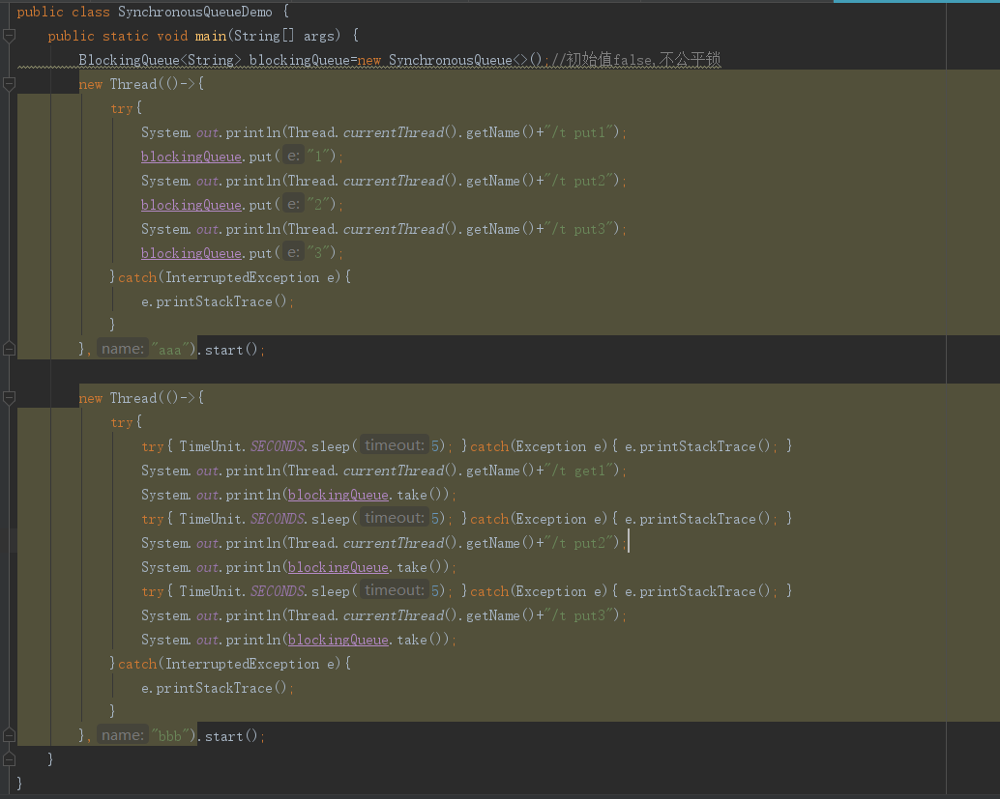 public class SynchronousQueueDemo {
public static void main(String[] args) {
BlockingQueue<String> blockingQueue=new SynchronousQueue<>();//初始值false,不公平锁
new Thread(()->{
try{
System.out.println(Thread.currentThread().getName()+"/t put1");
blockingQueue.put( e: "1");
System.out.println(Thread.currentThread().getName()+"/t put2");
blockingQueue.put( e: "2");
System.out.println(Thread.currentThread().getName()+"/t put3");
blockingQueue.put( e: "3");
}catch(InterruptedException e){
e.printStackTrace();
}
}, name: "aaa").start();
new Thread(()->{
try{
try{ TimeUnit.SECONDS.sleep( timeout: 5); }catch(Exception e){ e.printStackTrace(); }
System.out.println(Thread.currentThread().getName()+"/t get1");
System.out.println(blockingQueue.take());
try{ TimeUnit.SECONDS.sleep( timeout: 5); }catch(Exception e){ e.printStackTrace(); }
System.out.println(Thread.currentThread().getName()+"/t put2");
System.out.println(blockingQueue.take());
try{ TimeUnit.SECONDS.sleep( timeout: 5); }catch(Exception e){ e.printStackTrace(); }
System.out.println(Thread.currentThread().getName()+"/t put3");
System.out.println(blockingQueue.take());
}catch(InterruptedException e){
e.printStackTrace();
}
}, name: "bbb").start();
}
}